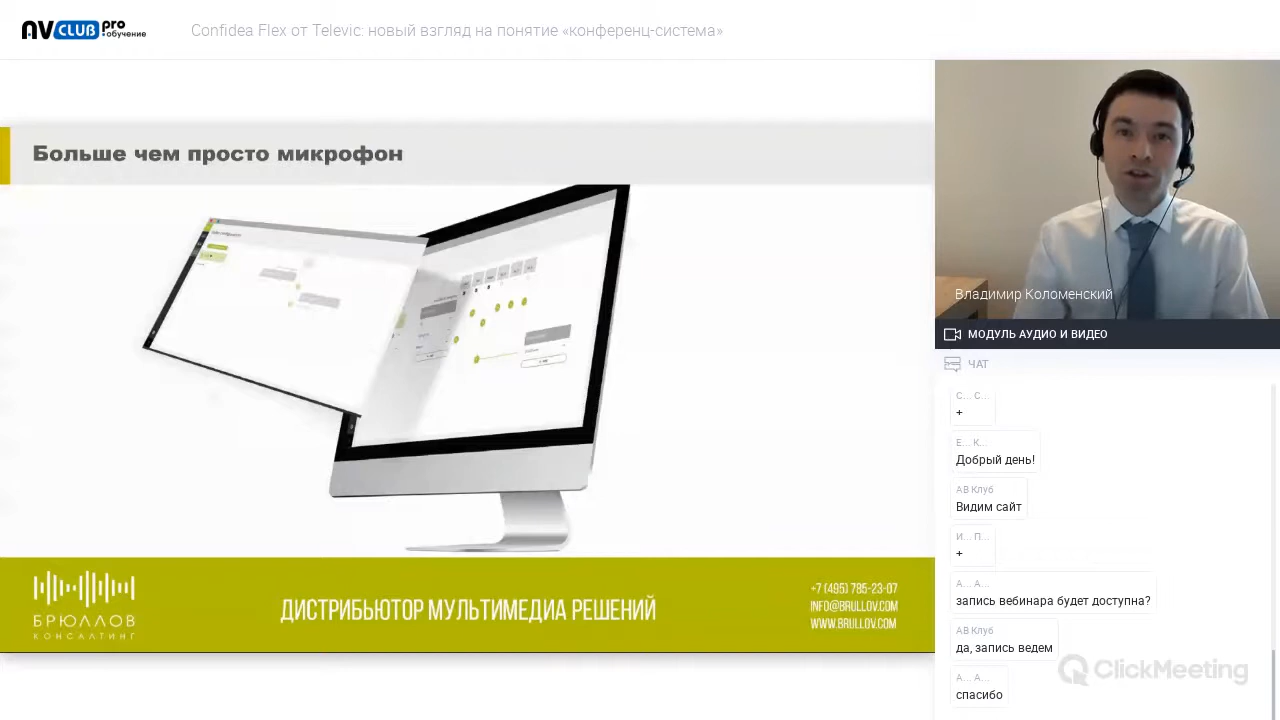 AVCLUB pro
•обучение
Confidea Flex от Televic: новый взгляд на понятие «конференц-система»
Больше чем просто микрофон
БРЮЛЛОВ
КОНСАЛТИНГ
ДИСТРИБЬЮТОР МУЛЬТИМЕДИА РЕШЕНИЙ
+7 (495) 785-23-07
INFO@BRULLOV.COM
WWW.BRULLOV.COM
Владимир Коломенский
МОДУЛЬ АУДИО И ВИДЕО
ЧАТ
С... С...
+
Е... К...
Добрый день!
АВ Клуб
Видим сайт
И... П...
+
А... А...
запись вебинара будет доступна?
АВ Клуб
да, запись ведем
А... А...
спасибо
ClickMeeting